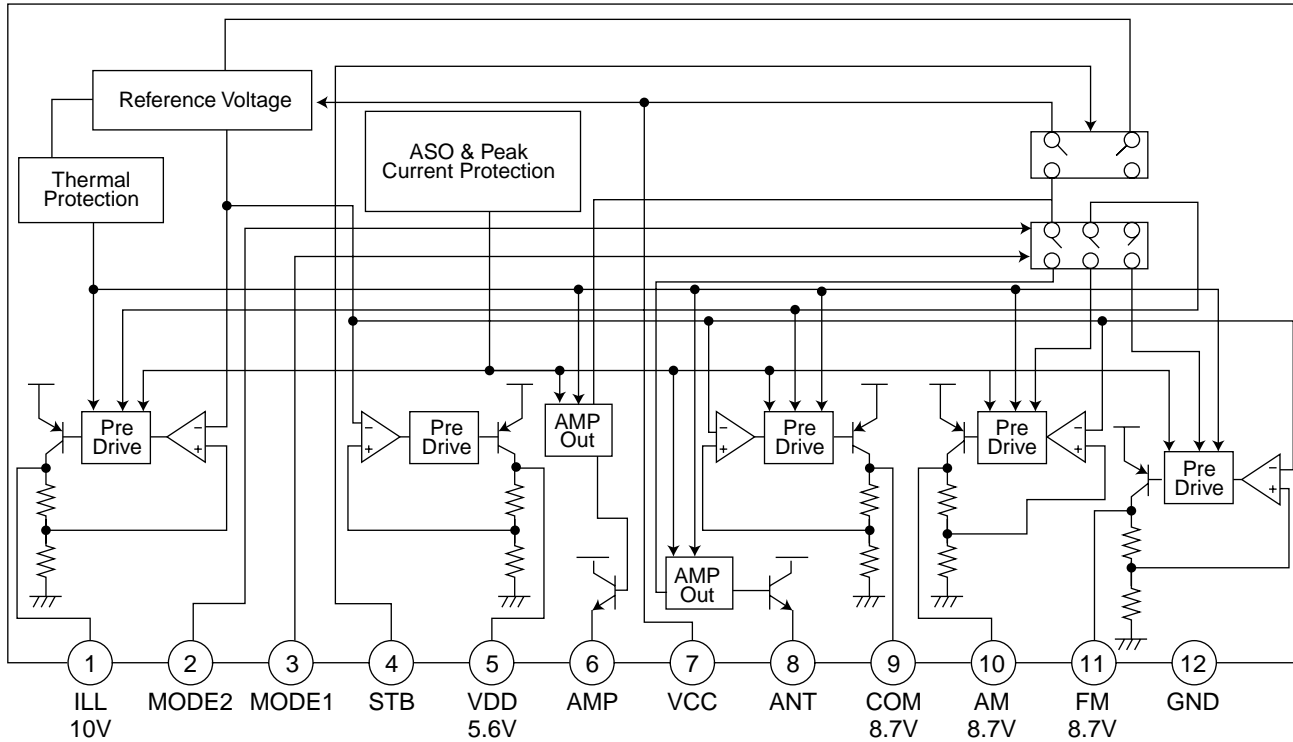 Reference Voltage
ASO & Peak
Current Protection
Thermal
Protection
Pre
Drive
-
+
-
+
Pre
Drive
AMP
Out
-
+
Pre
Drive
Pre
Drive
-
+
Pre
Drive
-
+
AMP
Out
1
2
3
4
5
6
7
8
9
10
11
12
ILL
10V
MODE2
MODE1
STB
VDD
5.6V
AMP
VCC
ANT
COM
8.7V
AM
8.7V
FM
8.7V
GND